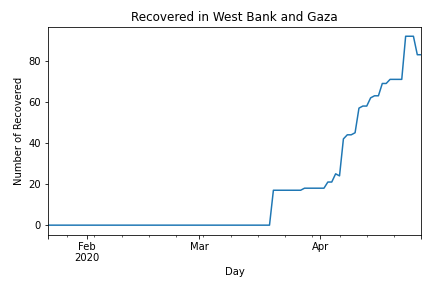 Recovered in West Bank and Gaza
Number of Recovered
80
60
40
20
0
Feb
2020
Mar
Apr
Day